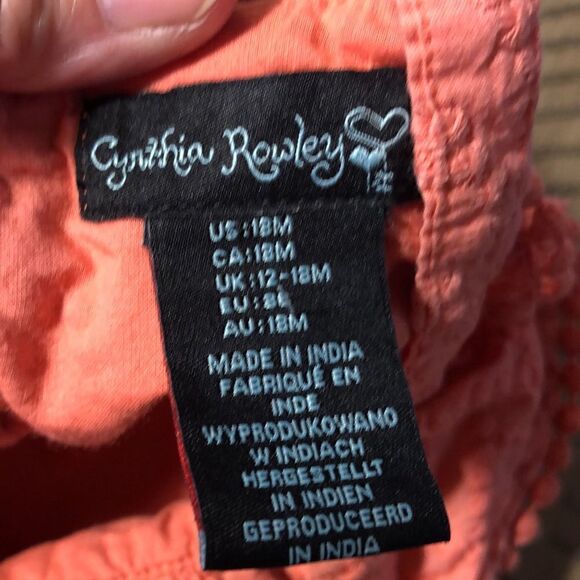 Cynthia Rowley
US:18M
CA:18M
UK:12-18M
EU:86
AU:18M
MADE IN INDIA
FABRIQUÉ EN
INDE
WYPRODUKOWANO
W INDIACH
HERGESTELLT
IN INDIEN
GEPRODUCEERD
IN INDIA